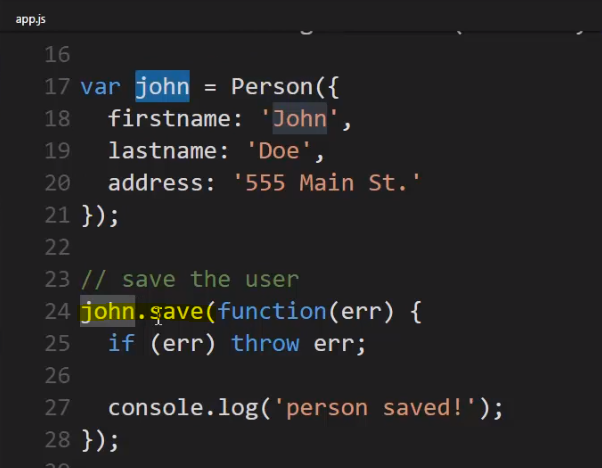 app.js
16
17 var john = Person({
18 firstname: 'John',
19 lastname: 'Doe',
20 address: '555 Main St.'
21 });
22
23 // save the user
24 john.save(function(err) {
25 if (err) throw err;
26
27 console.log('person saved!');
28 });